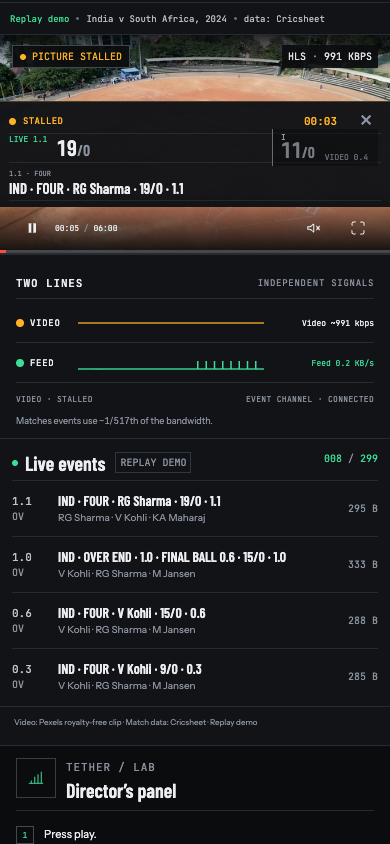 Replay demo • India v South Africa, 2024 • data: Cricsheet
PICTURE STALLED
HLS · 991 KBPS
STALLED
00:03 ✕
LIVE 1.1 19/0
I
11/0 VIDEO 0.4
1.1 · FOUR
IND · FOUR · RG Sharma · 19/0 · 1.1
00:05 / 06:00
TWO LINES
INDEPENDENT SIGNALS
VIDEO
Video ~991 kbps
FEED
Feed 0.2 KB/s
VIDEO · STALLED
EVENT CHANNEL · CONNECTED
Matches events use ~1/517th of the bandwidth.
Live events REPLAY DEMO 008 / 299
1.1 OV
IND · FOUR · RG Sharma · 19/0 · 1.1
RG Sharma · V Kohli · KA Maharaj
295 B
1.0 OV
IND · OVER END · 1.0 · FINAL BALL 0.6 · 15/0 · 1.0
V Kohli · RG Sharma · M Jansen
333 B
0.6 OV
IND · FOUR · V Kohli · 15/0 · 0.6
V Kohli · RG Sharma · M Jansen
288 B
0.3 OV
IND · FOUR · V Kohli · 9/0 · 0.3
V Kohli · RG Sharma · M Jansen
285 B
Video: Pexels royalty-free clip · Match data: Cricsheet · Replay demo
TETHER / LAB
Director's panel
1 Press play.